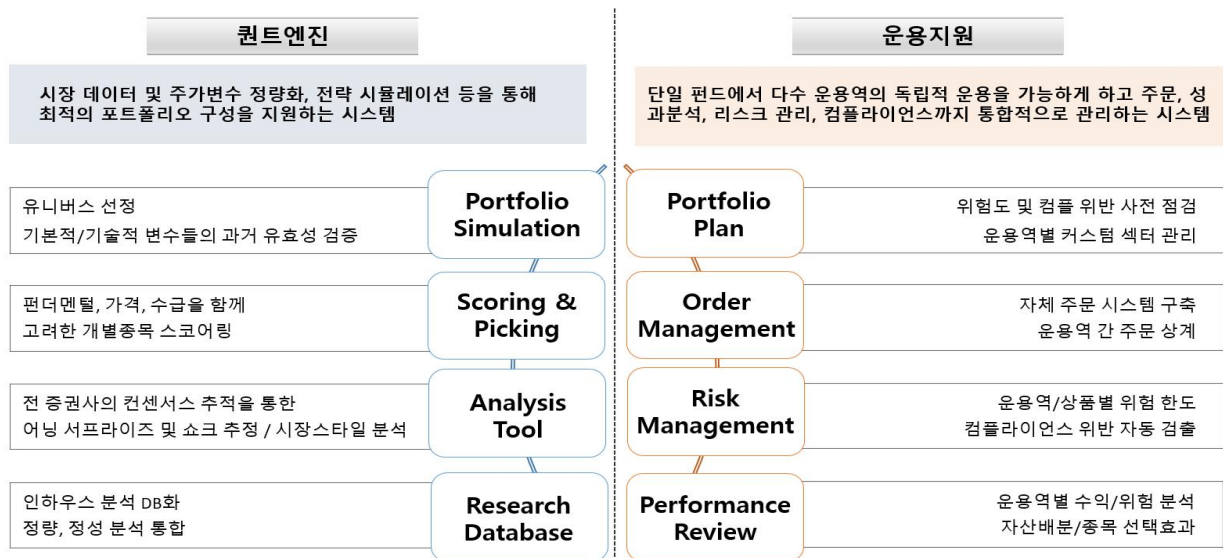 퀀트엔진
시장 데이터 및 주가변수 정량화, 전략 시뮬레이션 등을 통해
최적의 포트폴리오 구성을 지원하는 시스템
유니버스 선정
기본적/기술적 변수들의 과거 유효성 검증
Portfolio
Simulation
펀더멘털, 가격, 수급을 함께
고려한 개별종목 스코어링
Scoring &
Picking
전 증권사의 컨센서스 추적을 통한
어닝 서프라이즈 및 쇼크 추정 / 시장스타일 분석
Analysis
Tool
인하우스 분석 DB화
정량, 정성 분석 통합
Research
Database
운용지원
단일 펀드에서 다수 운용역의 독립적 운용을 가능하게 하고 주문, 성
과분석, 리스크 관리, 컴플라이언스까지 통합적으로 관리하는 시스템
Portfolio
Plan
위험도 및 컴플 위반 사전 점검
운용역별 커스텀 섹터 관리
Order
Management
자체 주문 시스템 구축
운용역 간 주문 상계
Risk
Management
운용역/상품별 위험 한도
컴플라이언스 위반 자동 검출
Performance
Review
운용역별 수익/위험 분석
자산배분/종목 선택효과